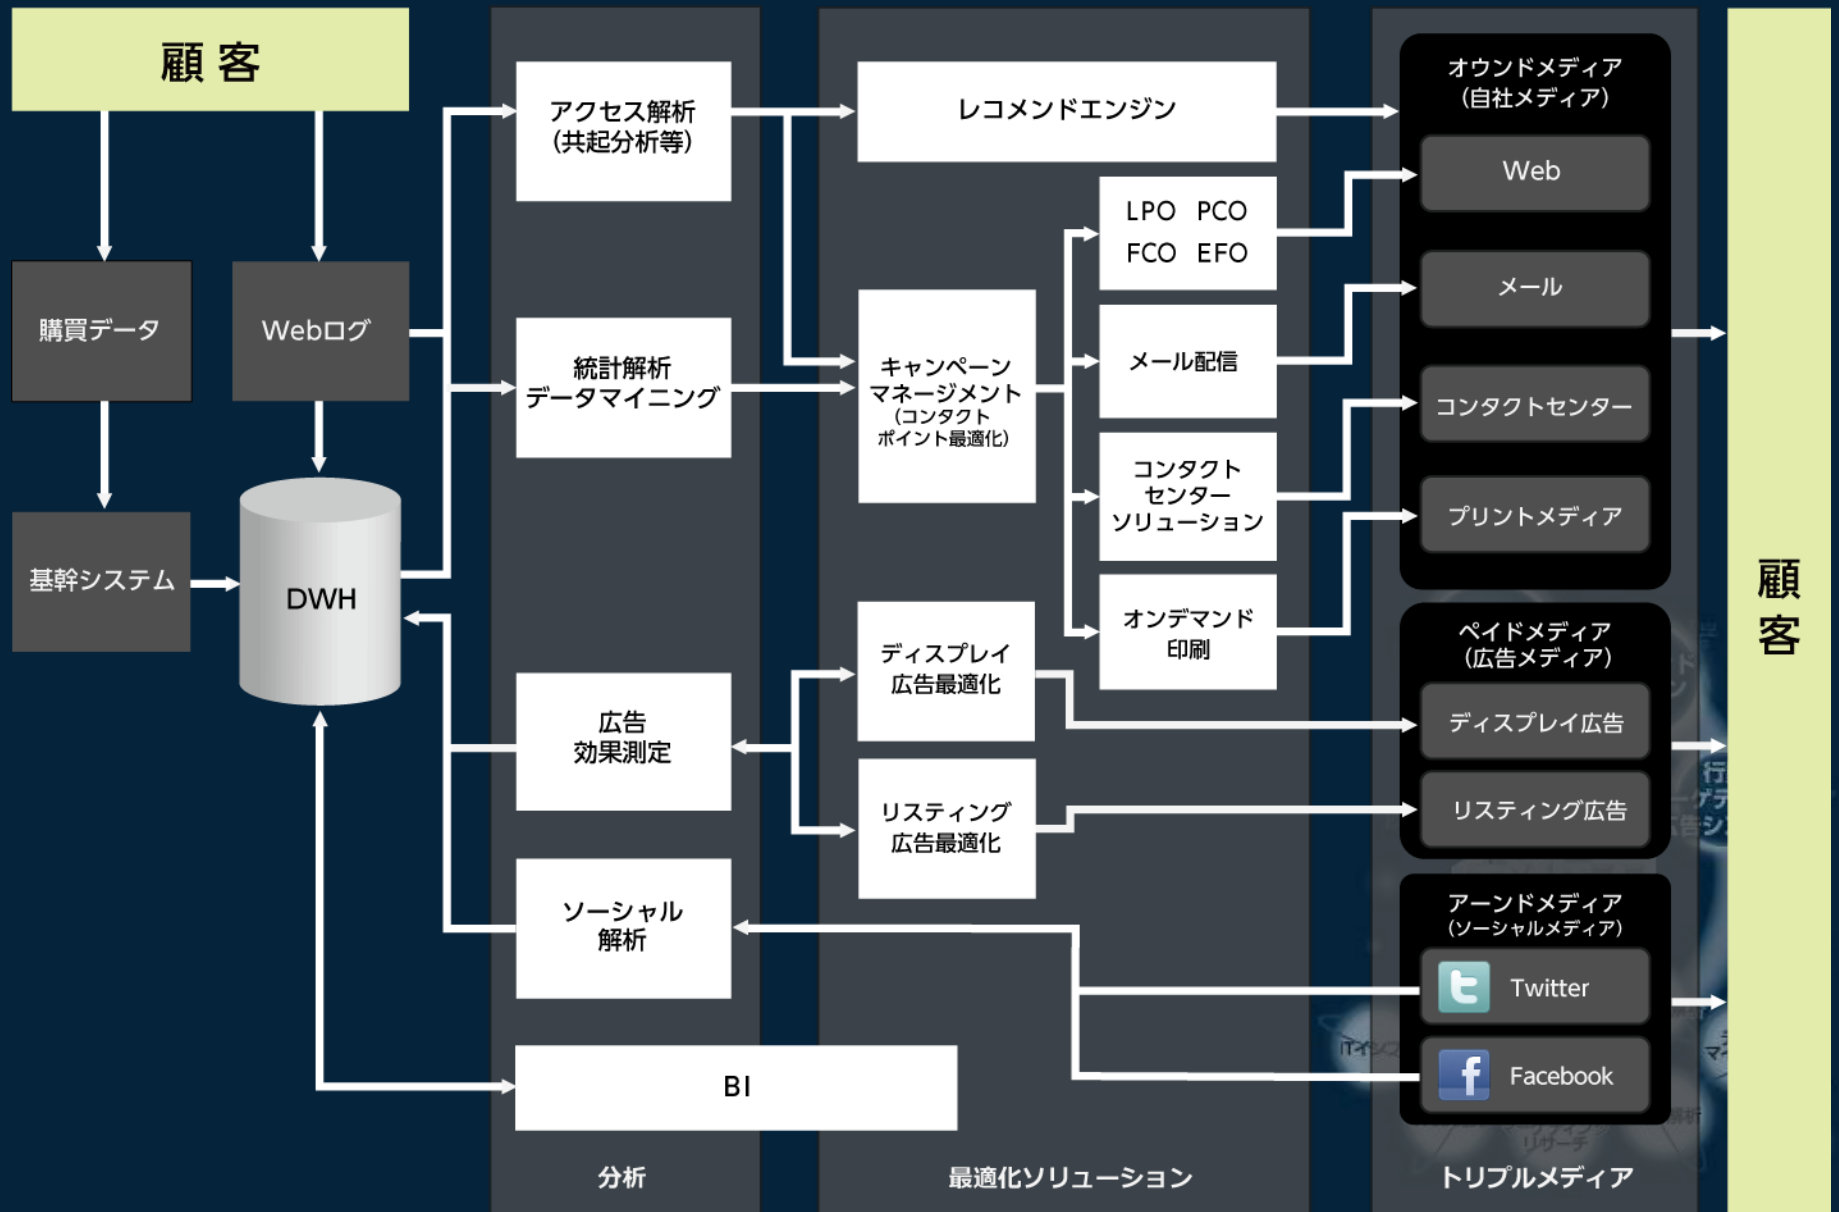 顧客
購買データ
Webログ
基幹システム
DWH
アクセス解析
（共起分析等）
統計解析
データマイニング
広告
効果測定
ソーシャル
解析
BI
分析
レコメンドエンジン
キャンペーン
マネージメント
（コンタクト
ポイント最適化）
LPO PCO
FCO EFO
メール配信
コンタクト
センター
ソリューション
オンデマンド
印刷
ディスプレイ
広告最適化
リスティング
広告最適化
最適化ソリューション
オウンドメディア
（自社メディア）
Web
メール
コンタクトセンター
プリントメディア
ペイドメディア
（広告メディア）
ディスプレイ広告
リスティング広告
アーンドメディア
（ソーシャルメディア）
Twitter
Facebook
リサーチ
トリプルメディア
顧客